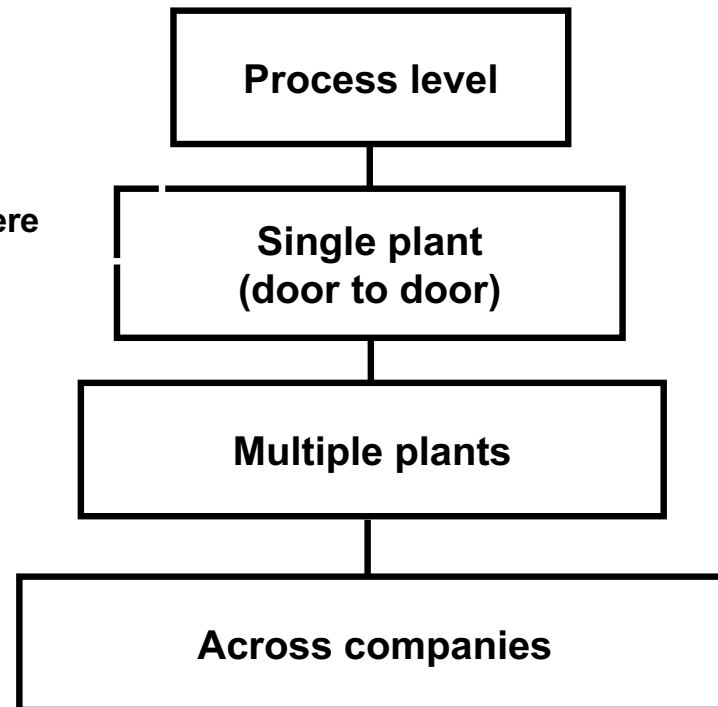 Process level
Single plant
(door to door)
Multiple plants
Across companies